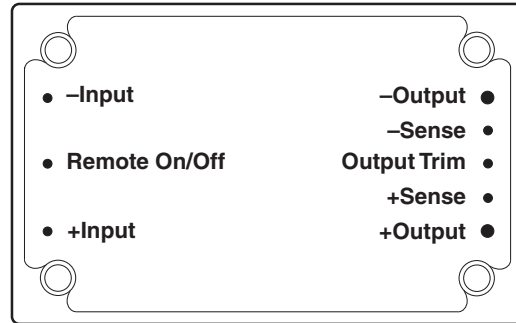 –Input
–Output
–Sense
Remote On/Off
Output Trim
+Sense
+Input
+Output